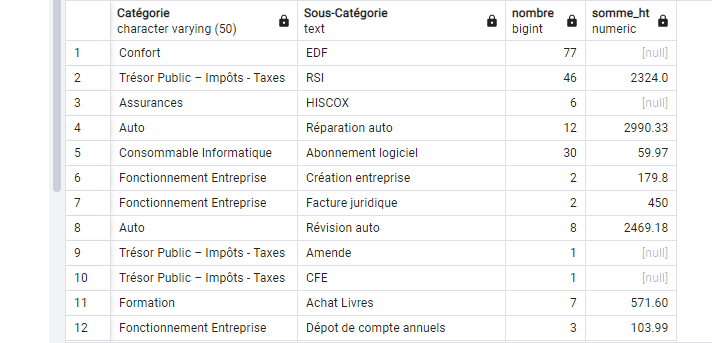 Catégorie Sous-Catégorie nombre somme_ht
character varying (50) text bigint numeric
1 Confort EDF 77 [null]
2 Trésor Public – Impôts - Taxes RSI 46 2324.0
3 Assurances HISCOX 6 [null]
4 Auto Réparation auto 12 2990.33
5 Consommable Informatique Abonnement logiciel 30 59.97
6 Fonctionnement Entreprise Création entreprise 2 179.8
7 Fonctionnement Entreprise Facture juridique 2 450
8 Auto Révision auto 8 2469.18
9 Trésor Public – Impôts - Taxes Amende 1 [null]
10 Trésor Public – Impôts - Taxes CFE 1 [null]
11 Formation Achat Livres 7 571.60
12 Fonctionnement Entreprise Dépot de compte annuels 3 103.99